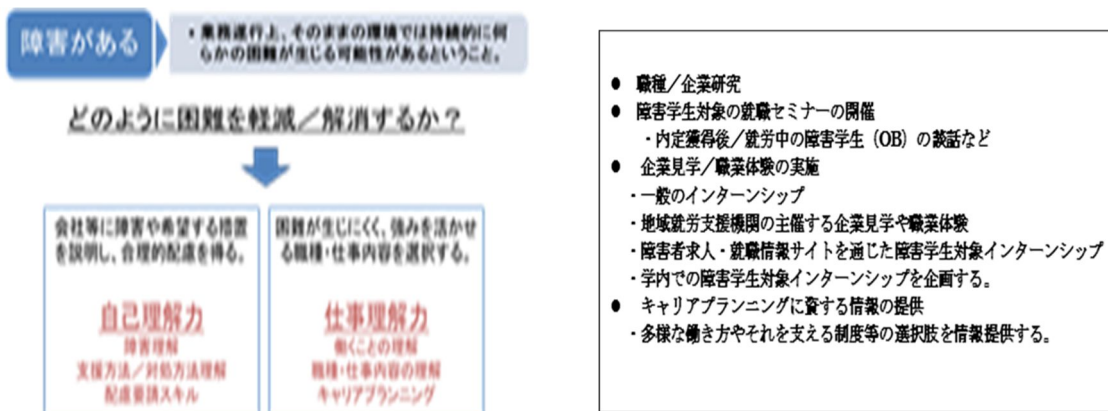 障害がある
・業務遂行上、そのままの環境では持続的に何
らかの困難が生じる可能性があるということ。
どのように困難を軽減／解消するか？
会社等に障害や希望する措置
を説明し、合理的配慮を得る。
自己理解力
障害理解
支援方法／対処方法理解
配慮要請スキル
困難が生じにくく、強みを活かせ
る職種・仕事内容を選択する。
仕事理解力
働くことの理解
職種・仕事内容の理解
キャリアプランニング
● 職種／企業研究
● 障害学生対象の就職セミナーの開催
・内定獲得後／就労中の障害学生（OB）の談話など
● 企業見学／職業体験の実施
・一般のインターンシップ
・地域就労支援機関の主催する企業見学や職業体験
・障害者求人・就職情報サイトを通じた障害学生対象インターンシップ
・学内での障害学生対象インターンシップを企画する。
● キャリアプランニングに資する情報の提供
・多様な働き方やそれを支える制度等の選択肢を情報提供する。